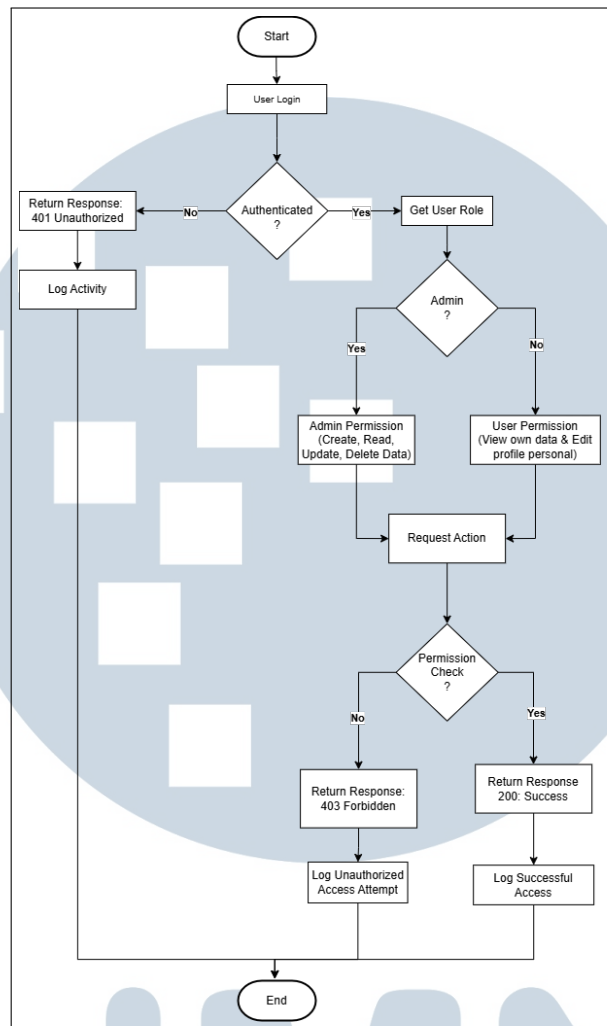 Start
User Login
Authenticated
?
No
Yes
Return Response:
401 Unauthorized
Get User Role
Log Activity
Admin
?
Yes
No
Admin Permission
(Create, Read,
Update, Delete Data)
User Permission
(View own data & Edit
profile personal)
Request Action
Permission
Check
?
No
Yes
Return Response:
403 Forbidden
Return Response
200: Success
Log Unauthorized
Access Attempt
Log Successful
Access
End